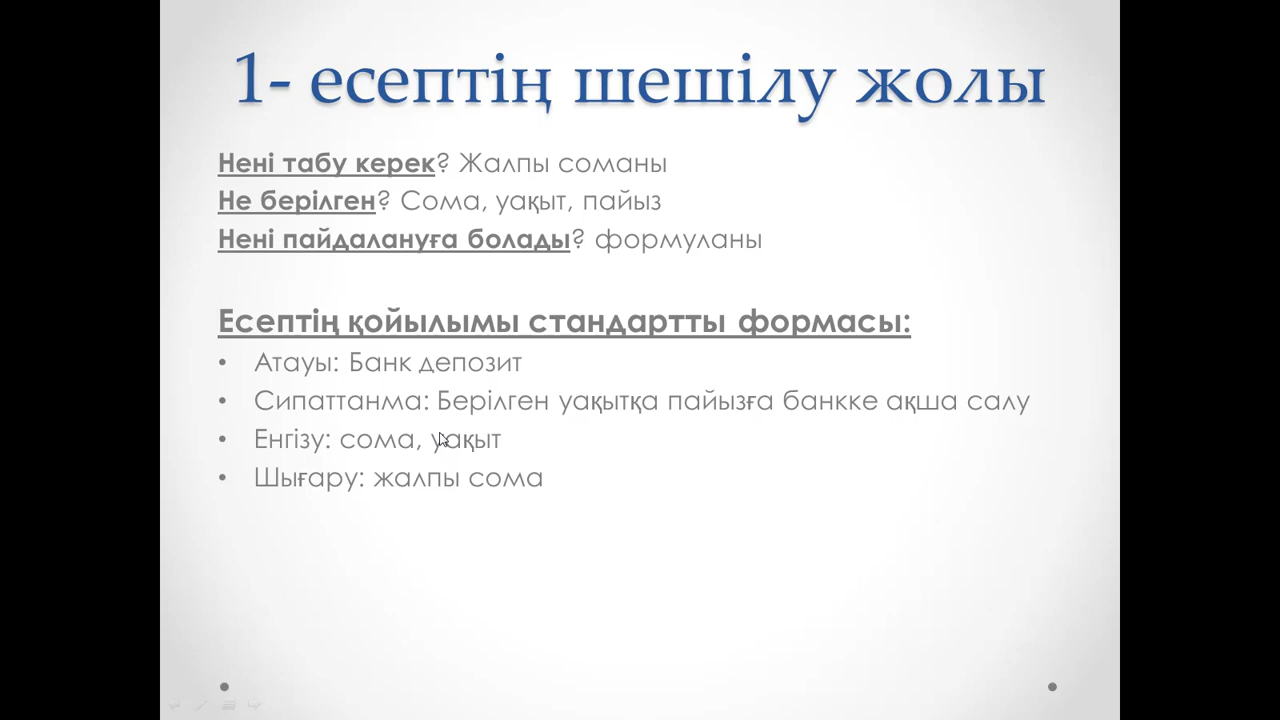 1- есептің шешілу жолы
Нені табу керек? Жалпы соманы
Не берілген? Сома, уақыт, пайыз
Нені пайдалануға болады? формуланы
Есептің қойылымы стандартты формасы:
• Атауы: Банк депозит
• Сипаттанма: Берілген уақытқа пайызға банкке ақша салу
• Енгізу: сома, уақыт
• Шығару: жалпы сома